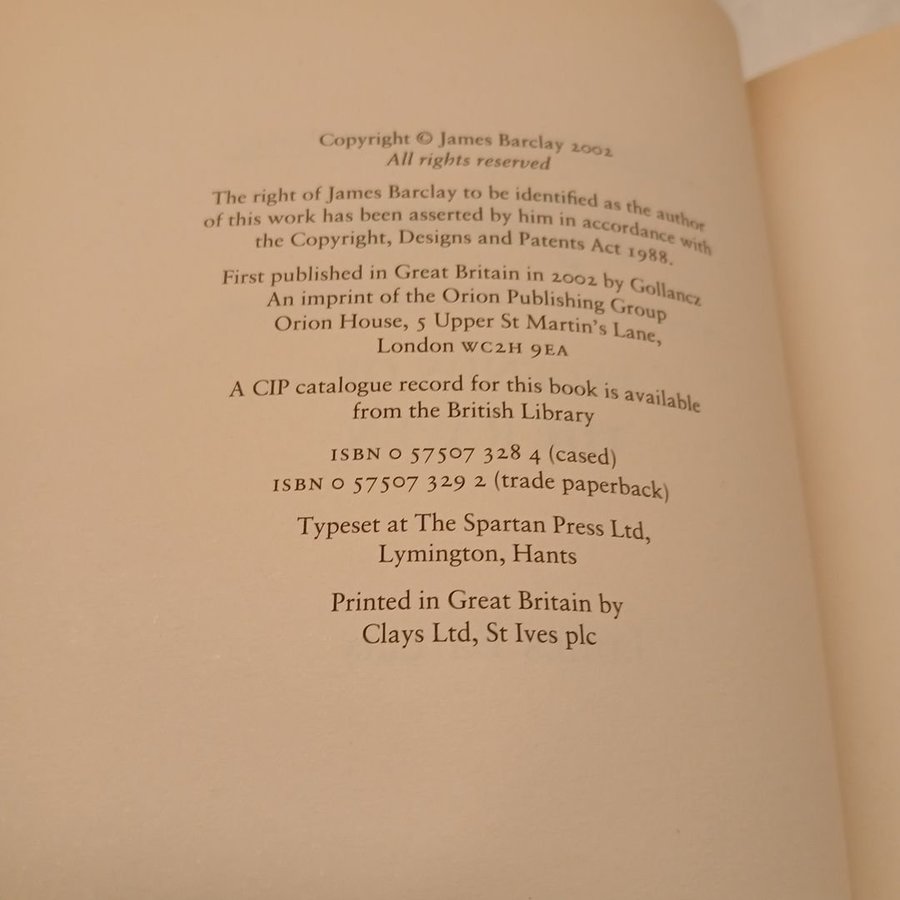 Copyright © James Barclay 2002
All rights reserved
The right of James Barclay to be identified as the author
of this work has been asserted by him in accordance with
the Copyright, Designs and Patents Act 1988.
First published in Great Britain in 2002 by Gollancz
An imprint of the Orion Publishing Group
Orion House, 5 Upper St Martin's Lane,
London WC2H 9EA
A CIP catalogue record for this book is available
from the British Library
ISBN 0 57507 328 4 (cased)
ISBN 0 57507 329 2 (trade paperback)
Typeset at The Spartan Press Ltd,
Lymington, Hants
Printed in Great Britain by
Clays Ltd, St Ives plc